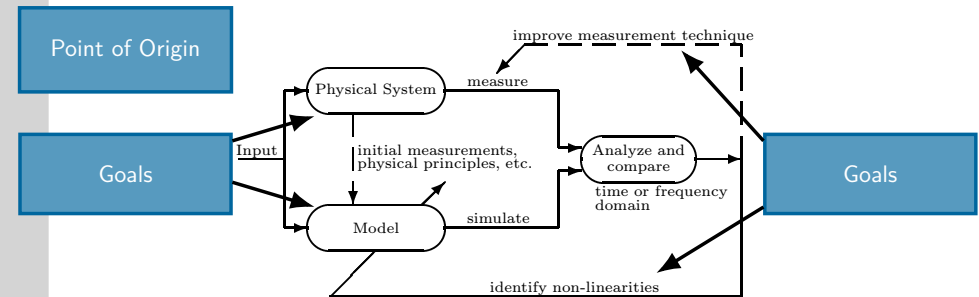 Point of Origin
improve measurement technique
Physical System
measure
Goals
Input
initial measurements,
physical principles, etc.
Analyze and
compare
Goals
time or frequency
domain
Model
simulate
identify non-linearities